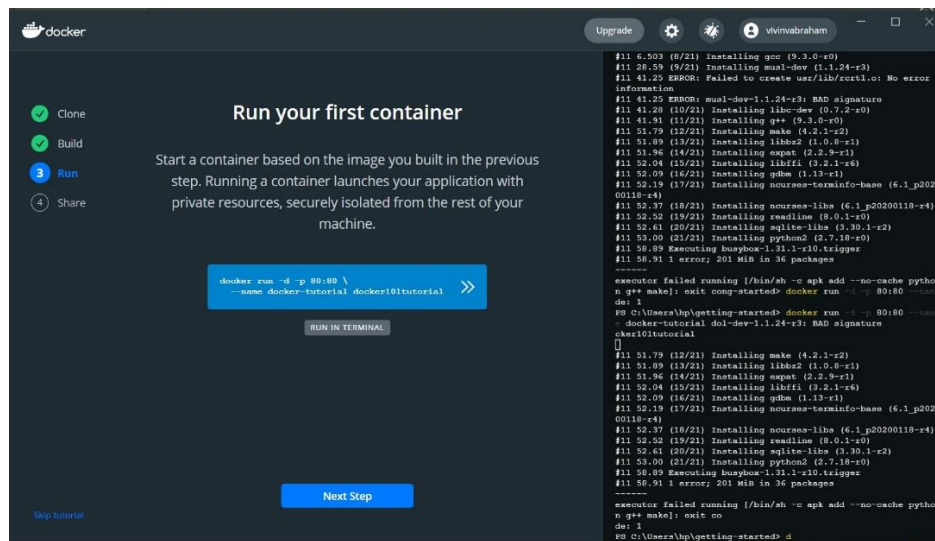 docker
Upgrade
vivinvabraham
Clone
Build
3 Run
4 Share
Skip tutorial
Run your first container
Start a container based on the image you built in the previous
step. Running a container launches your application with
private resources, securely isolated from the rest of your
machine.
docker run -d -p 80:80 \
--name docker-tutorial docker101tutorial
RUN IN TERMINAL
Next Step
#11 6.503 (8/21) Installing gcc (9.3.0-r0)
#11 28.59 (9/21) Installing musl-dev (1.1.24-r3)
#11 41.25 ERROR: Failed to create usr/lib/rcrt1.o: No error
information
#11 41.25 ERROR: musl-dev-1.1.24-r3: BAD signature
#11 41.28 (10/21) Installing libc-dev (0.7.2-r0)
#11 41.91 (11/21) Installing g++ (9.3.0-r0)
#11 51.79 (12/21) Installing make (4.2.1-r2)
#11 51.89 (13/21) Installing libbz2 (1.0.8-r1)
#11 51.96 (14/21) Installing expat (2.2.9-r1)
#11 52.04 (15/21) Installing libffi (3.2.1-r6)
#11 52.09 (16/21) Installing gdbm (1.13-r1)
#11 52.19 (17/21) Installing ncurses-terminfo-base (6.1_p202
00118-r4)
#11 52.37 (18/21) Installing ncurses-libs (6.1_p20200118-r4)
#11 52.52 (19/21) Installing readline (8.0.1-r0)
#11 52.61 (20/21) Installing sqlite-libs (3.30.1-r2)
#11 53.00 (21/21) Installing python2 (2.7.18-r0)
#11 58.89 Executing busybox-1.31.1-r10.trigger
#11 58.91 1 error; 201 MiB in 36 packages
------
executor failed running [/bin/sh -c apk add --no-cache pytho
n g++ make]: exit cong-started> docker run -d -p 80:80 --nam
de: 1
PS C:\Users\hp\getting-started> docker run -d -p 80:80 --nam
e docker-tutorial dol-dev-1.1.24-r3: BAD signature
cker101tutorial
#11 51.79 (12/21) Installing make (4.2.1-r2)
#11 51.89 (13/21) Installing libbz2 (1.0.8-r1)
#11 51.96 (14/21) Installing expat (2.2.9-r1)
#11 52.04 (15/21) Installing libffi (3.2.1-r6)
#11 52.09 (16/21) Installing gdbm (1.13-r1)
#11 52.19 (17/21) Installing ncurses-terminfo-base (6.1_p202
00118-r4)
#11 52.37 (18/21) Installing ncurses-libs (6.1_p20200118-r4)
#11 52.52 (19/21) Installing readline (8.0.1-r0)
#11 52.61 (20/21) Installing sqlite-libs (3.30.1-r2)
#11 53.00 (21/21) Installing python2 (2.7.18-r0)
#11 58.89 Executing busybox-1.31.1-r10.trigger
#11 58.91 1 error; 201 MiB in 36 packages
------
executor failed running [/bin/sh -c apk add --no-cache pytho
n g++ make]: exit co
de: 1
PS C:\Users\hp\getting-started> d